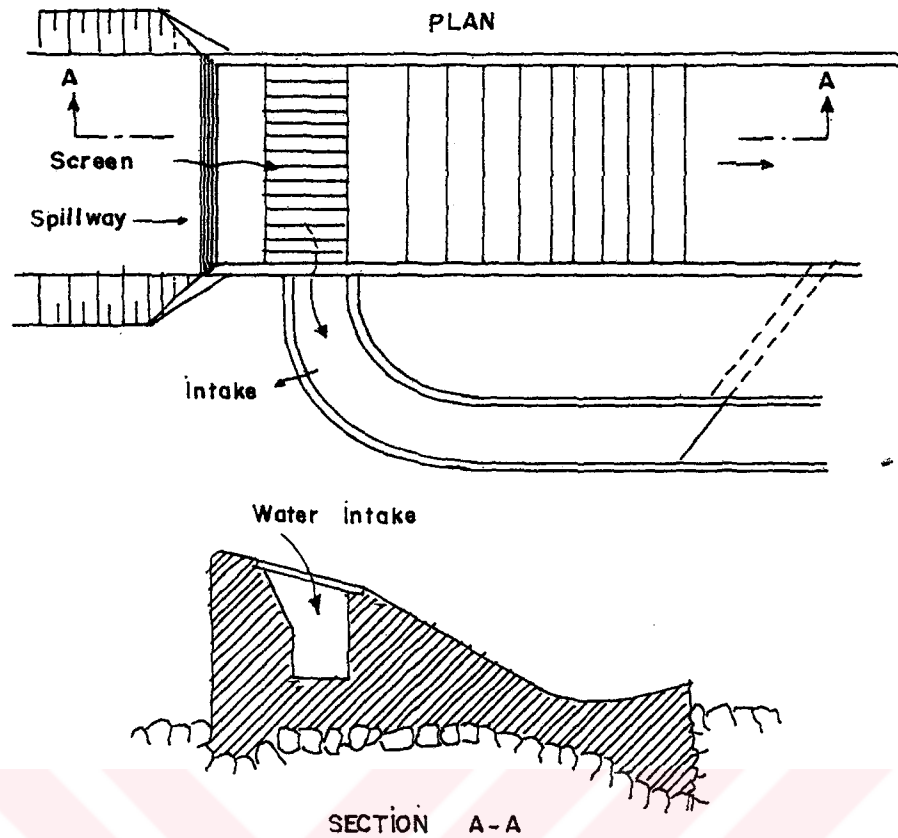 PLAN
A
A
Screen
Spillway
intake
Water intake
SECTION A-A